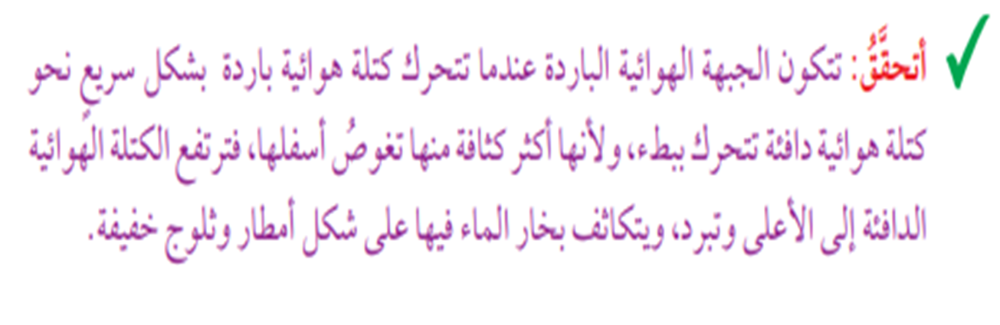 ✓ أتحقَّقُ: تتكون الجبهة الهوائية الباردة عندما تتحرك كتلة هوائية باردة بشكل سريعٍ نحو
كتلة هوائية دافئة تتحرك ببطء، ولأنها أكثر كثافة منها تغوصُ أسفلها، فترتفع الكتلة الهوائية
الدافئة إلى الأعلى وتبرد، ويتكاثف بخار الماء فيها على شكل أمطار وثلوج خفيفة.